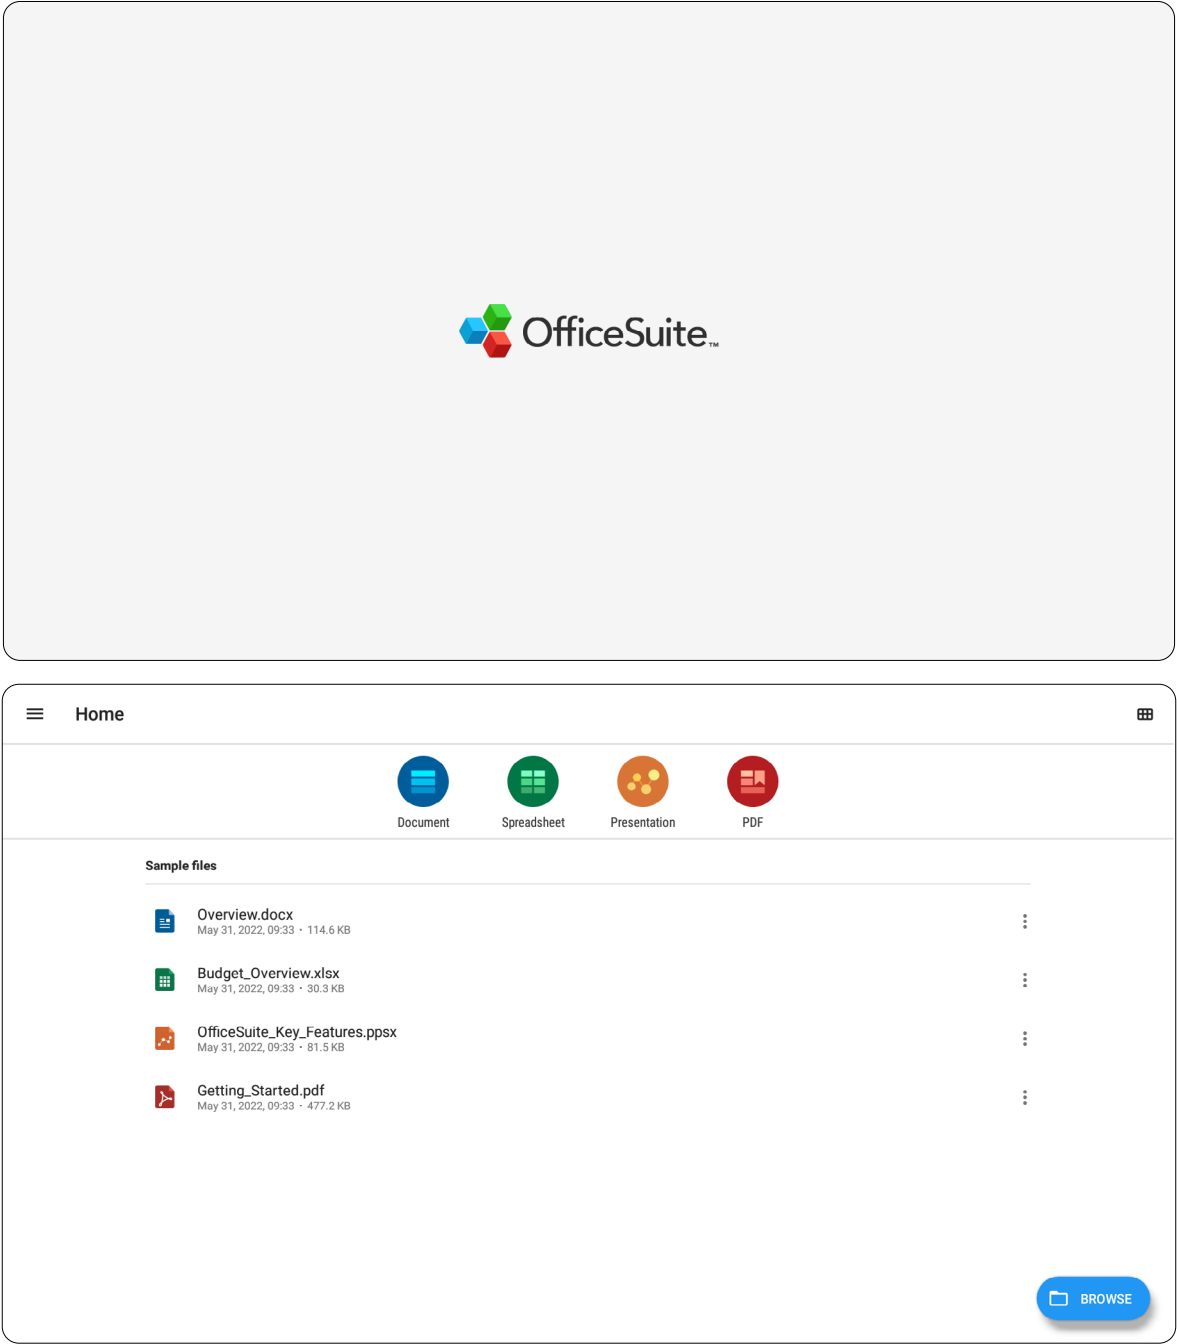 OfficeSuite™
Home
Document
Spreadsheet
Presentation
PDF
Sample files
Overview.docx
May 31, 2022, 09:33 • 114.6 KB
Budget_Overview.xlsx
May 31, 2022, 09:33 • 30.3 KB
OfficeSuite_Key_Features.ppsx
May 31, 2022, 09:33 • 81.5 KB
Getting_Started.pdf
May 31, 2022, 09:33 • 477.2 KB
BROWSE